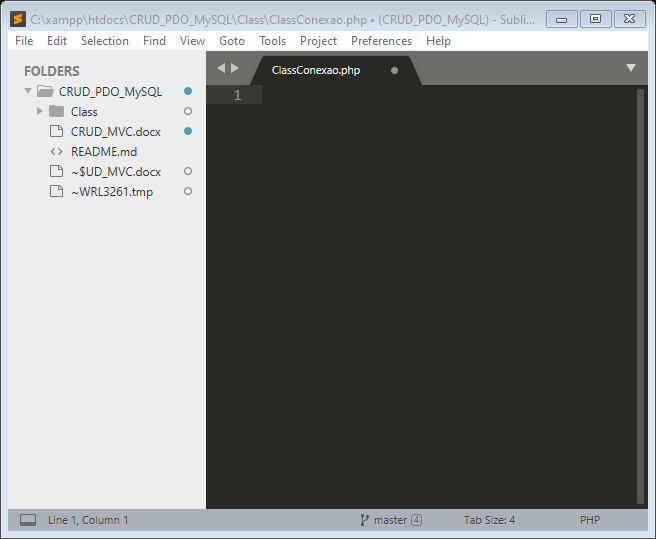 C:\xampp\htdocs\CRUD_PDO_MySQL\Class\ClassConexao.php • (CRUD_PDO_MySQL) - Subli...
File Edit Selection Find View Goto Tools Project Preferences Help
FOLDERS
CRUD_PDO_MySQL
Class
CRUD_MVC.docx
README.md
~$UD_MVC.docx
~WRL3261.tmp
ClassConexao.php
1
Line 1, Column 1 master 4 Tab Size: 4 PHP